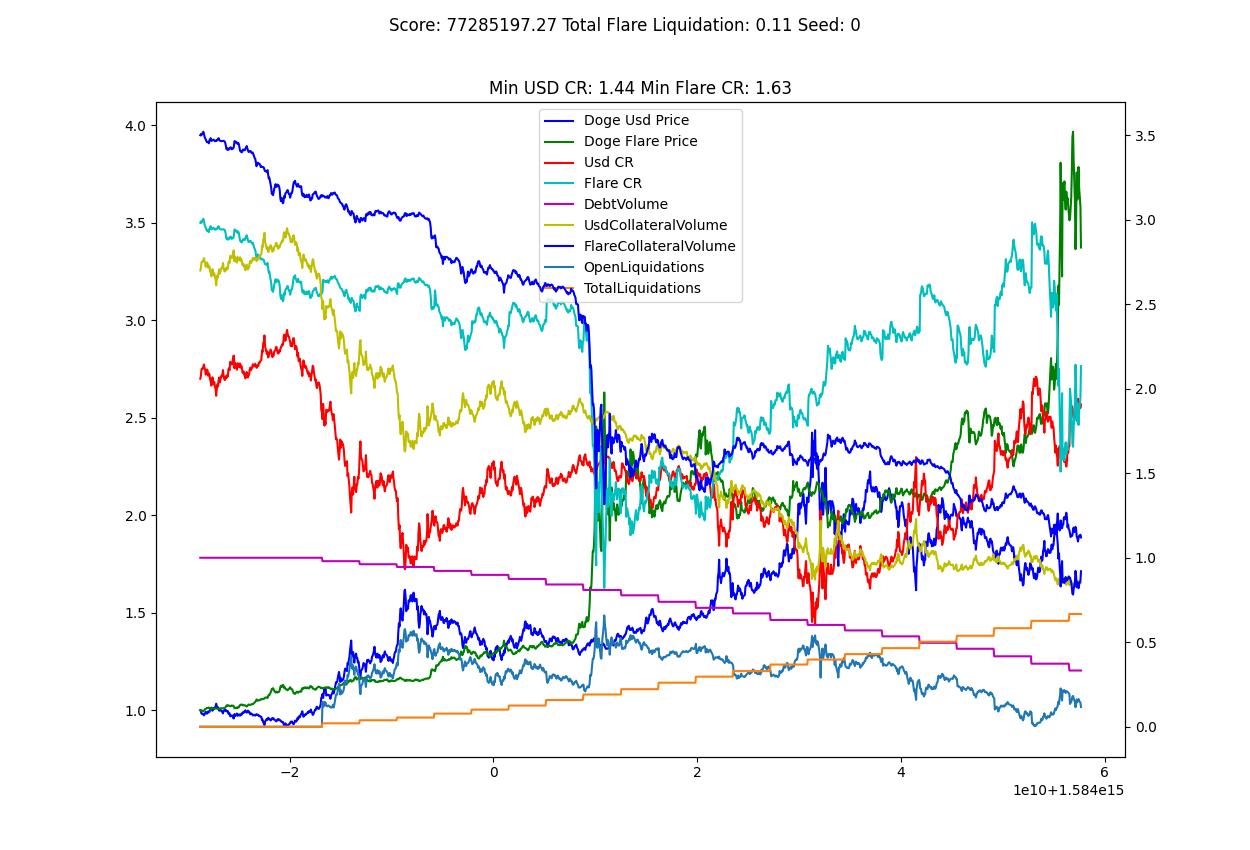 Score: 77285197.27 Total Flare Liquidation: 0.11 Seed: 0
Min USD CR: 1.44 Min Flare CR: 1.63
Doge Usd Price
Doge Flare Price
Usd CR
Flare CR
DebtVolume
UsdCollateralVolume
FlareCollateralVolume
OpenLiquidations
TotalLiquidations
4.0
3.5
3.0
2.5
2.0
1.5
1.0
3.5
3.0
2.5
2.0
1.5
1.0
0.5
0.0
−2
0
2
4
6
1e10+1.584e15